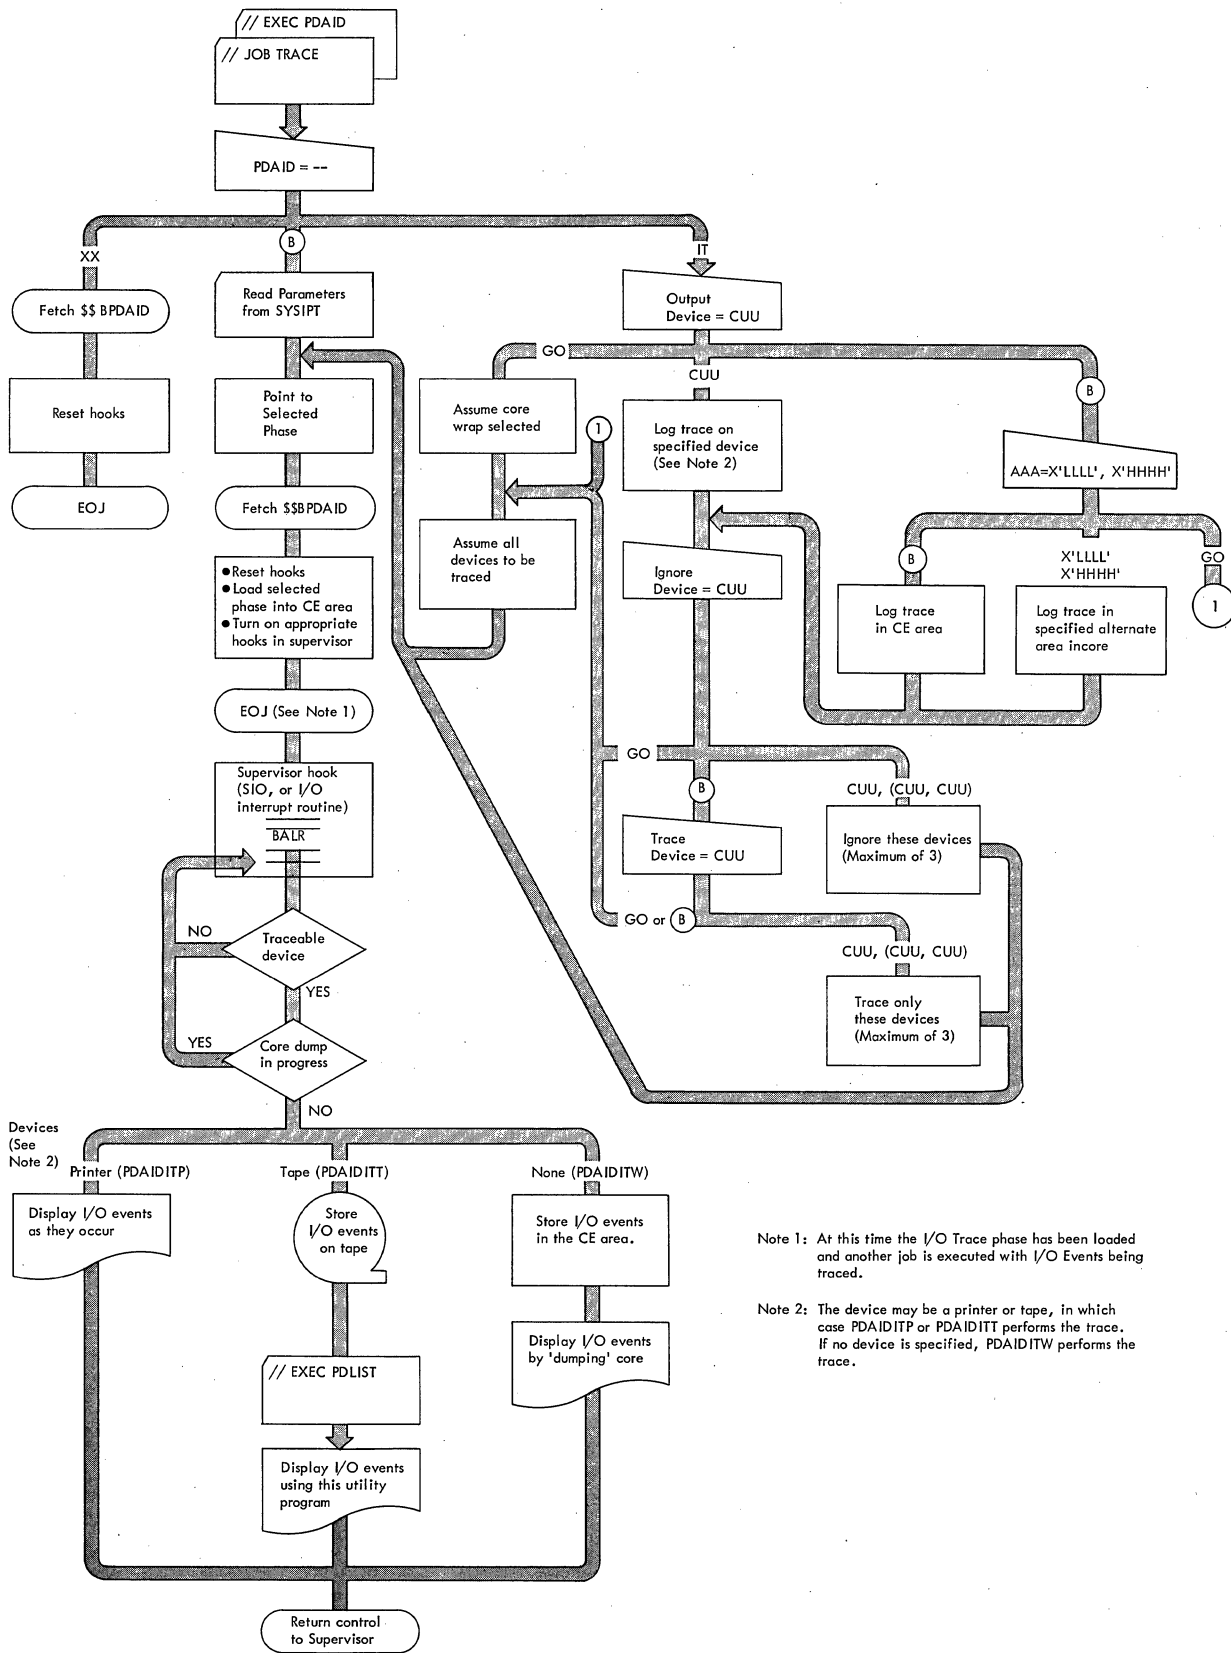 // EXEC PDAID
// JOB TRACE
PDAID = --
XX
B
IT
Fetch $$ BPDAID
Reset hooks
EOJ
Read Parameters
from SYSIPT
Point to
Selected
Phase
Fetch $$BPDAID
●Reset hooks
●Load selected
phase into CE area
●Turn on appropriate
hooks in supervisor
EOJ (See Note 1)
Supervisor hook
(SIO, or I/O
interrupt routine)
BALR
NO
Traceable
device
YES
YES
Core dump
in progress
NO
Output
Device = CUU
GO
CUU
B
Assume core
wrap selected
1
Log trace on
specified device
(See Note 2)
AAA=X'LLLL', X'HHHH'
Assume all
devices to be
traced
Ignore
Device = CUU
B
X'LLLL'
X'HHHH'
GO
Log trace
in CE area
Log trace in
specified alternate
area incore
1
GO
B
CUU, (CUU, CUU)
Trace
Device = CUU
Ignore these devices
(Maximum of 3)
GO or B
CUU, (CUU, CUU)
Trace only
these devices
(Maximum of 3)
Devices
(See
Note 2)
Printer (PDAIDITP)
Tape (PDAIDITT)
None (PDAIDITW)
Display I/O events
as they occur
Store
I/O events
on tape
Store I/O events
in the CE area.
// EXEC PDLIST
Display I/O events
by 'dumping' core
Display I/O events
using this utility
program
Return control
to Supervisor
Note 1: At this time the I/O Trace phase has been loaded
and another job is executed with I/O Events being
traced.
Note 2: The device may be a printer or tape, in which
case PDAIDITP or PDAIDITT performs the trace.
If no device is specified, PDAIDITW performs the
trace.